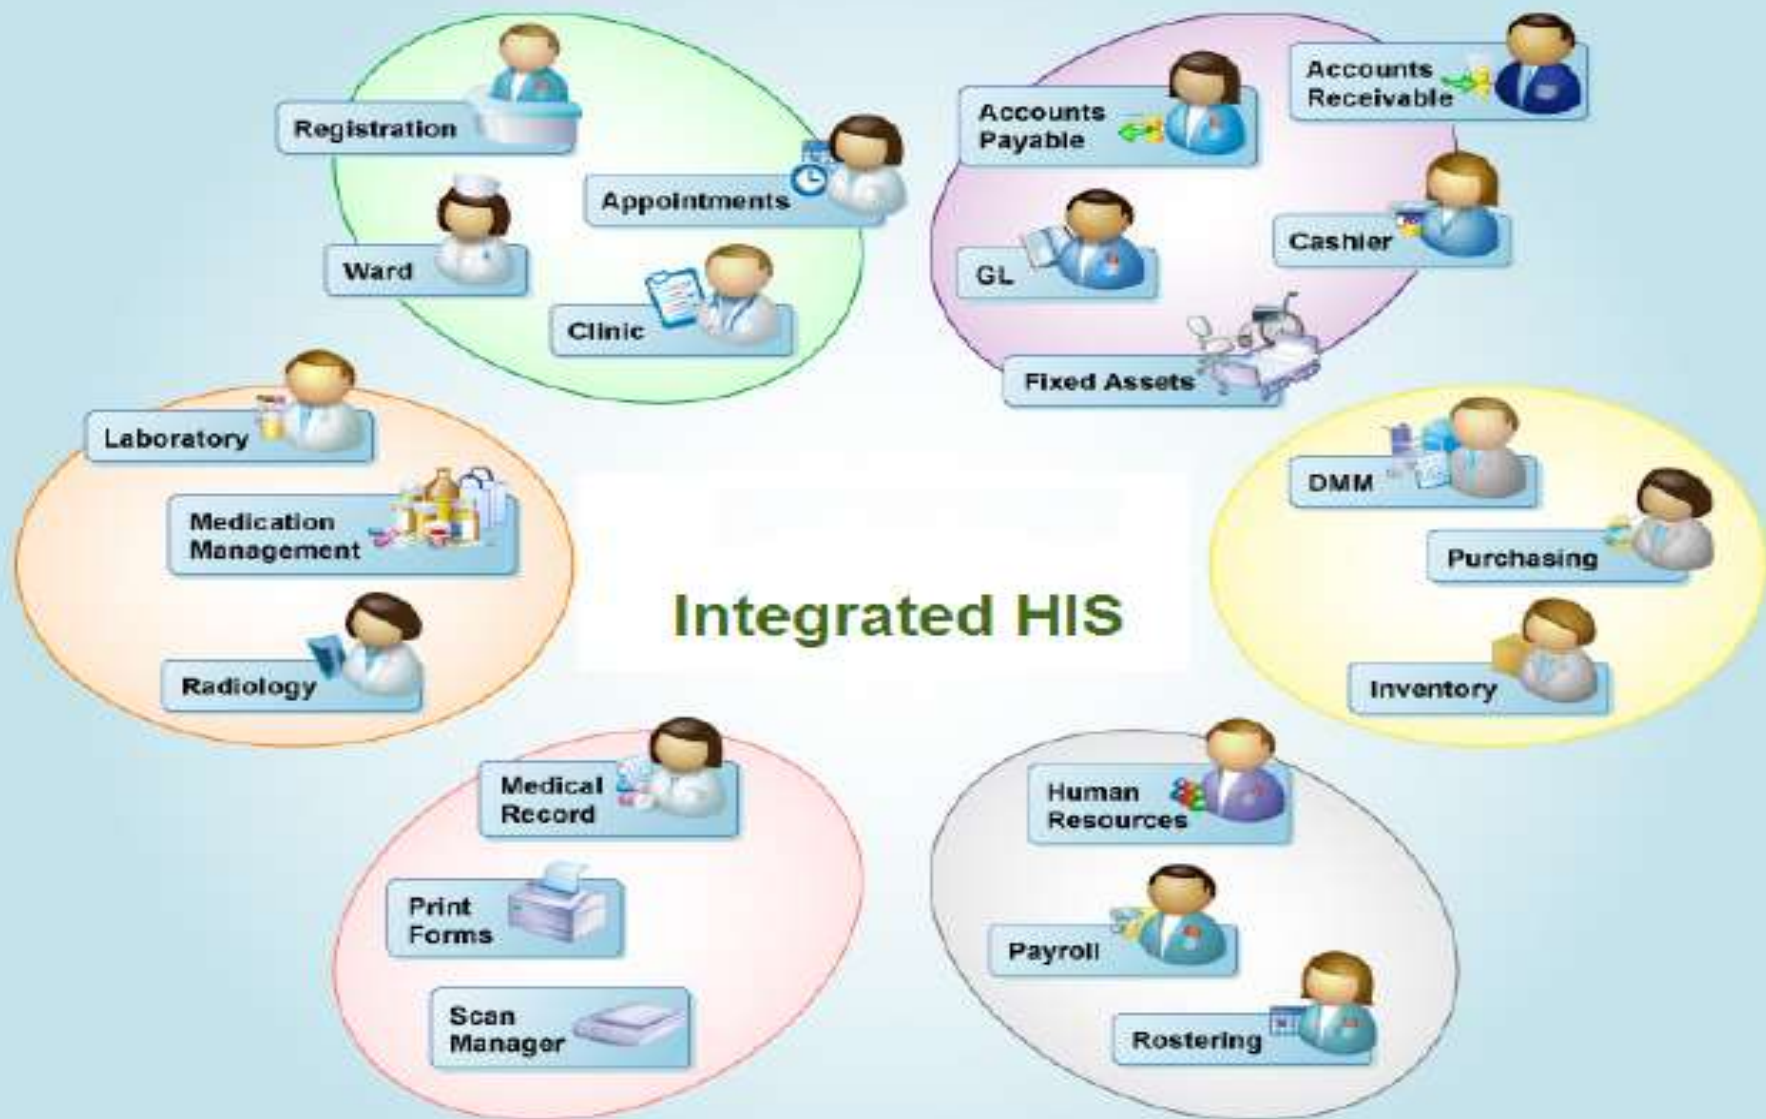 Registration
Appointments
Ward
Clinic
Accounts
Payable
Accounts
Receivable
GL
Cashier
Fixed Assets
Laboratory
Medication
Management
Radiology
Integrated HIS
DMM
Purchasing
Inventory
Medical
Record
Print
Forms
Scan
Manager
Human
Resources
Payroll
Rostering